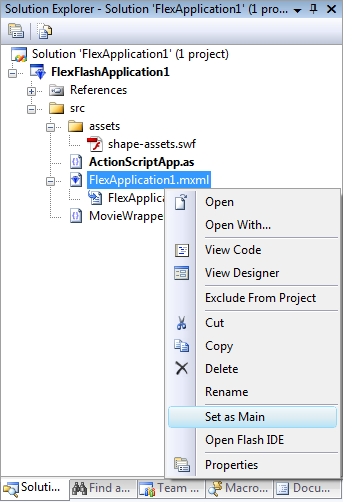 Solution Explorer - Solution 'FlexApplication1' (1 pro...
Solution 'FlexApplication1' (1 project)
FlexFlashApplication1
References
src
assets
shape-assets.swf
ActionScriptApp.as
FlexApplication1.mxml
FlexApplica
MovieWrappe
Open
Open With...
View Code
View Designer
Exclude From Project
Cut
Copy
Delete
Rename
Set as Main
Open Flash IDE
Properties
Soluti... Find a... Team ... Macro... Docu...